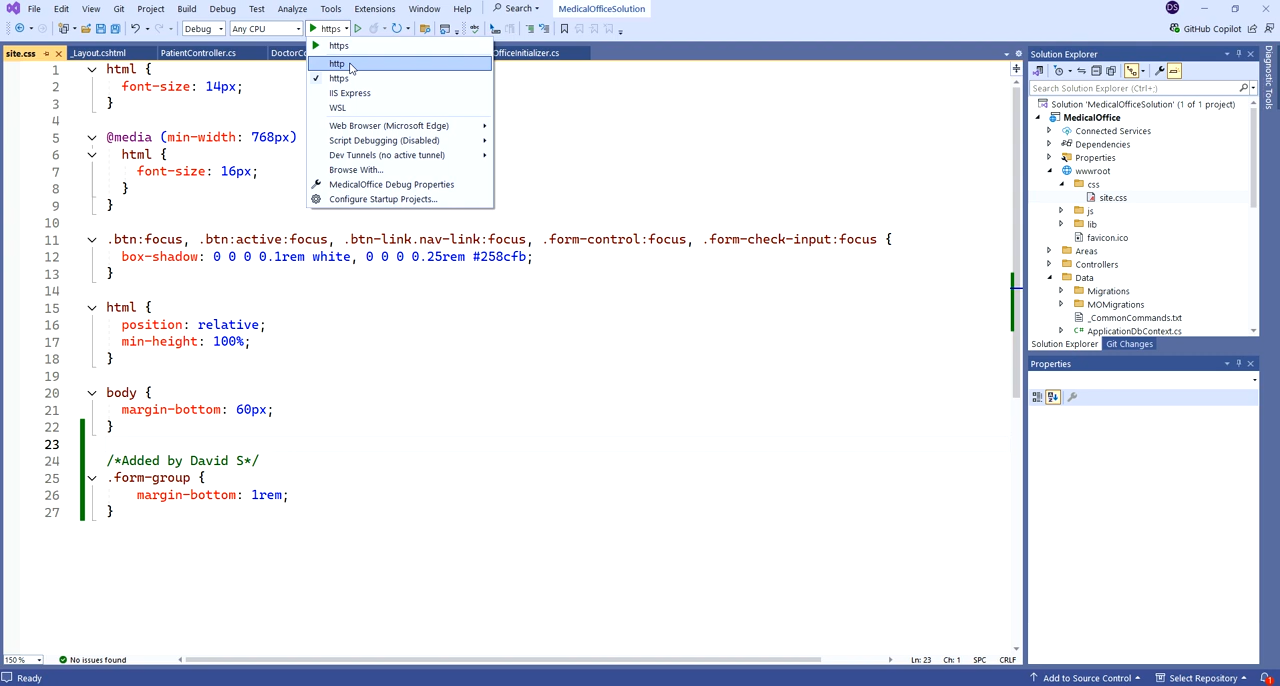 File Edit View Git Project Build Debug Test Analyze Tools Extensions Window Help Search MedicalOfficeSolution DS
Debug Any CPU https GitHub Copilot
site.css _Layout.cshtml PatientController.cs DoctorCo OfficeInitializer.cs
https
http
https
IIS Express
WSL
Web Browser (Microsoft Edge)
Script Debugging (Disabled)
Dev Tunnels (no active tunnel)
Browse With...
MedicalOffice Debug Properties
Configure Startup Projects...
1 html {
2 font-size: 14px;
3 }
4
5 @media (min-width: 768px)
6 html {
7 font-size: 16px;
8 }
9 }
10
11 .btn:focus, .btn:active:focus, .btn-link.nav-link:focus, .form-control:focus, .form-check-input:focus {
12 box-shadow: 0 0 0 0.1rem white, 0 0 0 0.25rem #258cfb;
13 }
14
15 html {
16 position: relative;
17 min-height: 100%;
18 }
19
20 body {
21 margin-bottom: 60px;
22 }
23
24 /*Added by David S*/
25 .form-group {
26 margin-bottom: 1rem;
27 }
Solution Explorer
Search Solution Explorer (Ctrl+;)
Solution 'MedicalOfficeSolution' (1 of 1 project)
MedicalOffice
Connected Services
Dependencies
Properties
wwwroot
css
site.css
js
lib
favicon.ico
Areas
Controllers
Data
Migrations
MOMigrations
_CommonCommands.txt
C# ApplicationDbContext.cs
Solution Explorer Git Changes
Properties
Diagnostic Tools
150 % No issues found Ln: 23 Ch: 1 SPC CRLF
Ready Add to Source Control Select Repository 1